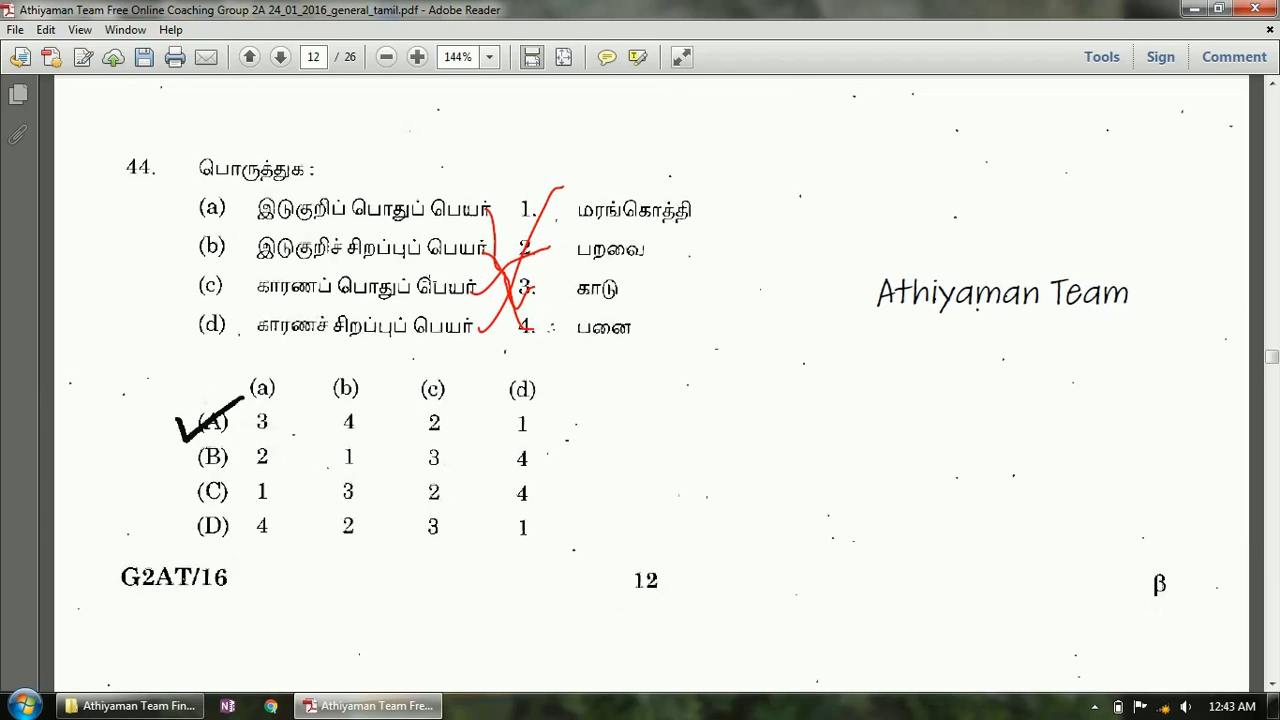 Athiyaman Team Free Online Coaching Group 2A 24_01_2016_general_tamil.pdf - Adobe Reader
File Edit View Window Help
12 / 26 144% Tools Sign Comment
44. பொருத்துக :
(a) இடுகுறிப் பொதுப் பெயர் 1. மரங்கொத்தி
(b) இடுகுறிச் சிறப்புப் பெயர் 2. பறவை
(c) காரணப் பொதுப் பெயர் 3. காடு
(d) காரணச் சிறப்புப் பெயர் 4. பனை
Athiyaman Team
(a) (b) (c) (d)
(A) 3 4 2 1
(B) 2 1 3 4
(C) 1 3 2 4
(D) 4 2 3 1
G2AT/16 12 β
Athiyaman Team Fin... Athiyaman Team Fre... 12:43 AM